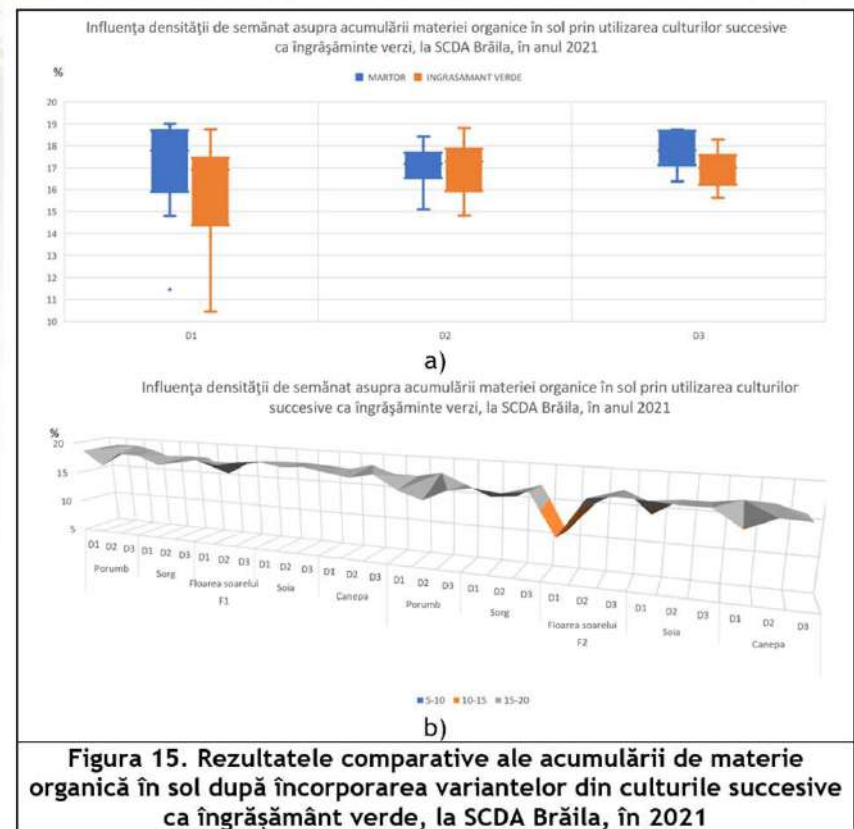 Influența densității de semănat asupra acumulării materiei organice în sol prin utilizarea culturilor succesive
ca îngrășăminte verzi, la SCDA Brăila, în anul 2021
MARTOR INGRASAMANT VERDE
%
20
19
18
17
16
15
14
13
12
11
10
D1 D2 D3
a)
Influența densității de semănat asupra acumulării materiei organice în sol prin utilizarea culturilor
succesive ca îngrășăminte verzi, la SCDA Brăila, în anul 2021
%
20
15
10
5
D1 D2 D3 D1 D2 D3 D1 D2 D3 D1 D2 D3 D1 D2 D3 D1 D2 D3 D1 D2 D3 D1 D2 D3 D1 D2 D3 D1 D2 D3
Porumb Sorg Floarea soarelui Soia Canepa Porumb Sorg Floarea soarelui Soia Canepa
F1 F2
5-10 10-15 15-20
b)
Figura 15. Rezultatele comparative ale acumulării de materie
organică în sol după încorporarea variantelor din culturile succesive
ca îngrășământ verde, la SCDA Brăila, în 2021